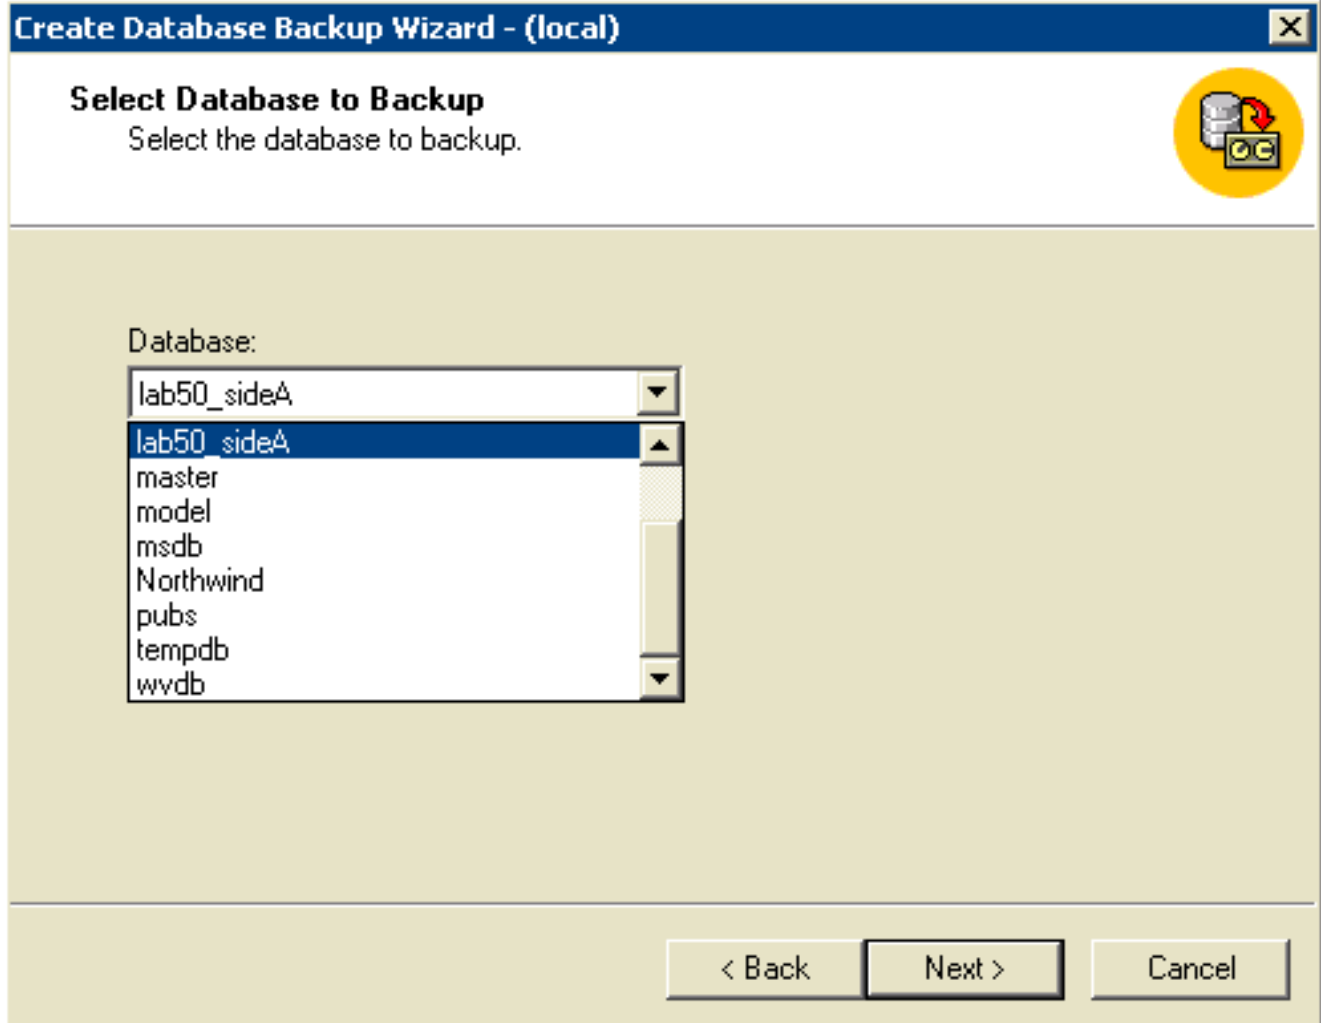 Create Database Backup Wizard - (local)
Select Database to Backup
Select the database to backup.
Database:
lab50_sideA
lab50_sideA
master
model
msdb
Northwind
pubs
tempdb
wvdb
< Back
Next >
Cancel